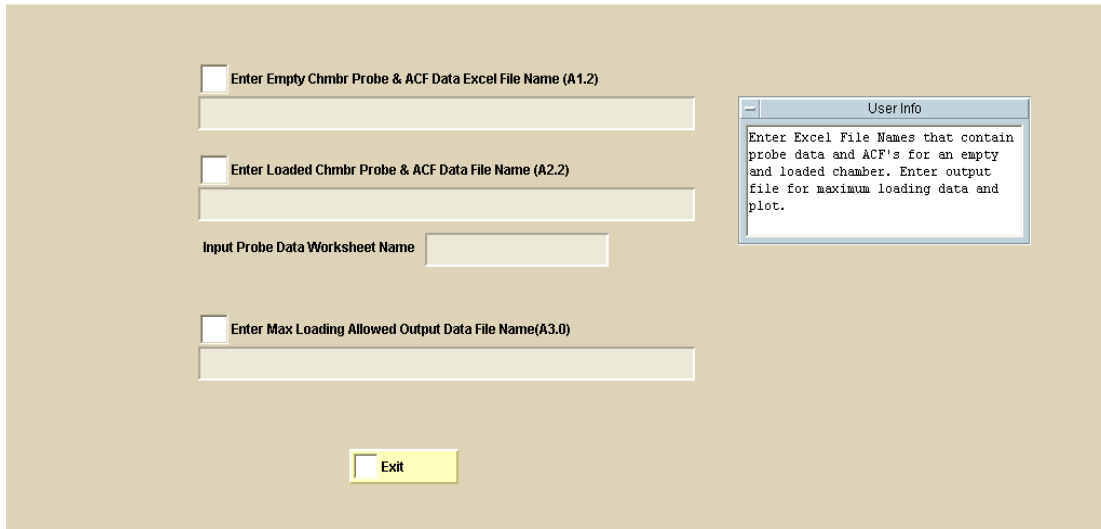 Enter Empty Chmbr Probe & ACF Data Excel File Name (A1.2)
User Info
Enter Excel File Names that contain
probe data and ACF's for an empty
and loaded chamber. Enter output
file for maximum loading data and
plot.
Enter Loaded Chmbr Probe & ACF Data File Name (A2.2)
Input Probe Data Worksheet Name
Enter Max Loading Allowed Output Data File Name(A3.0)
Exit